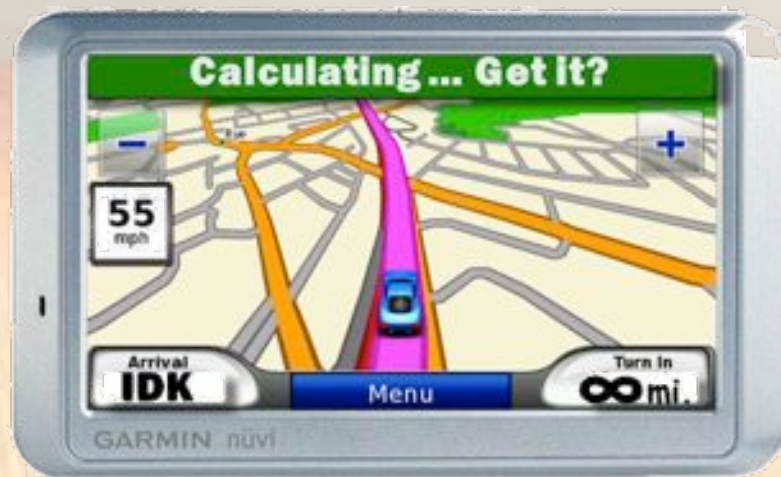 Calculating... Get it?
−
+
55
mph
Arrival
IDK
Turn In
∞ mi.
Menu
GARMIN nüvi